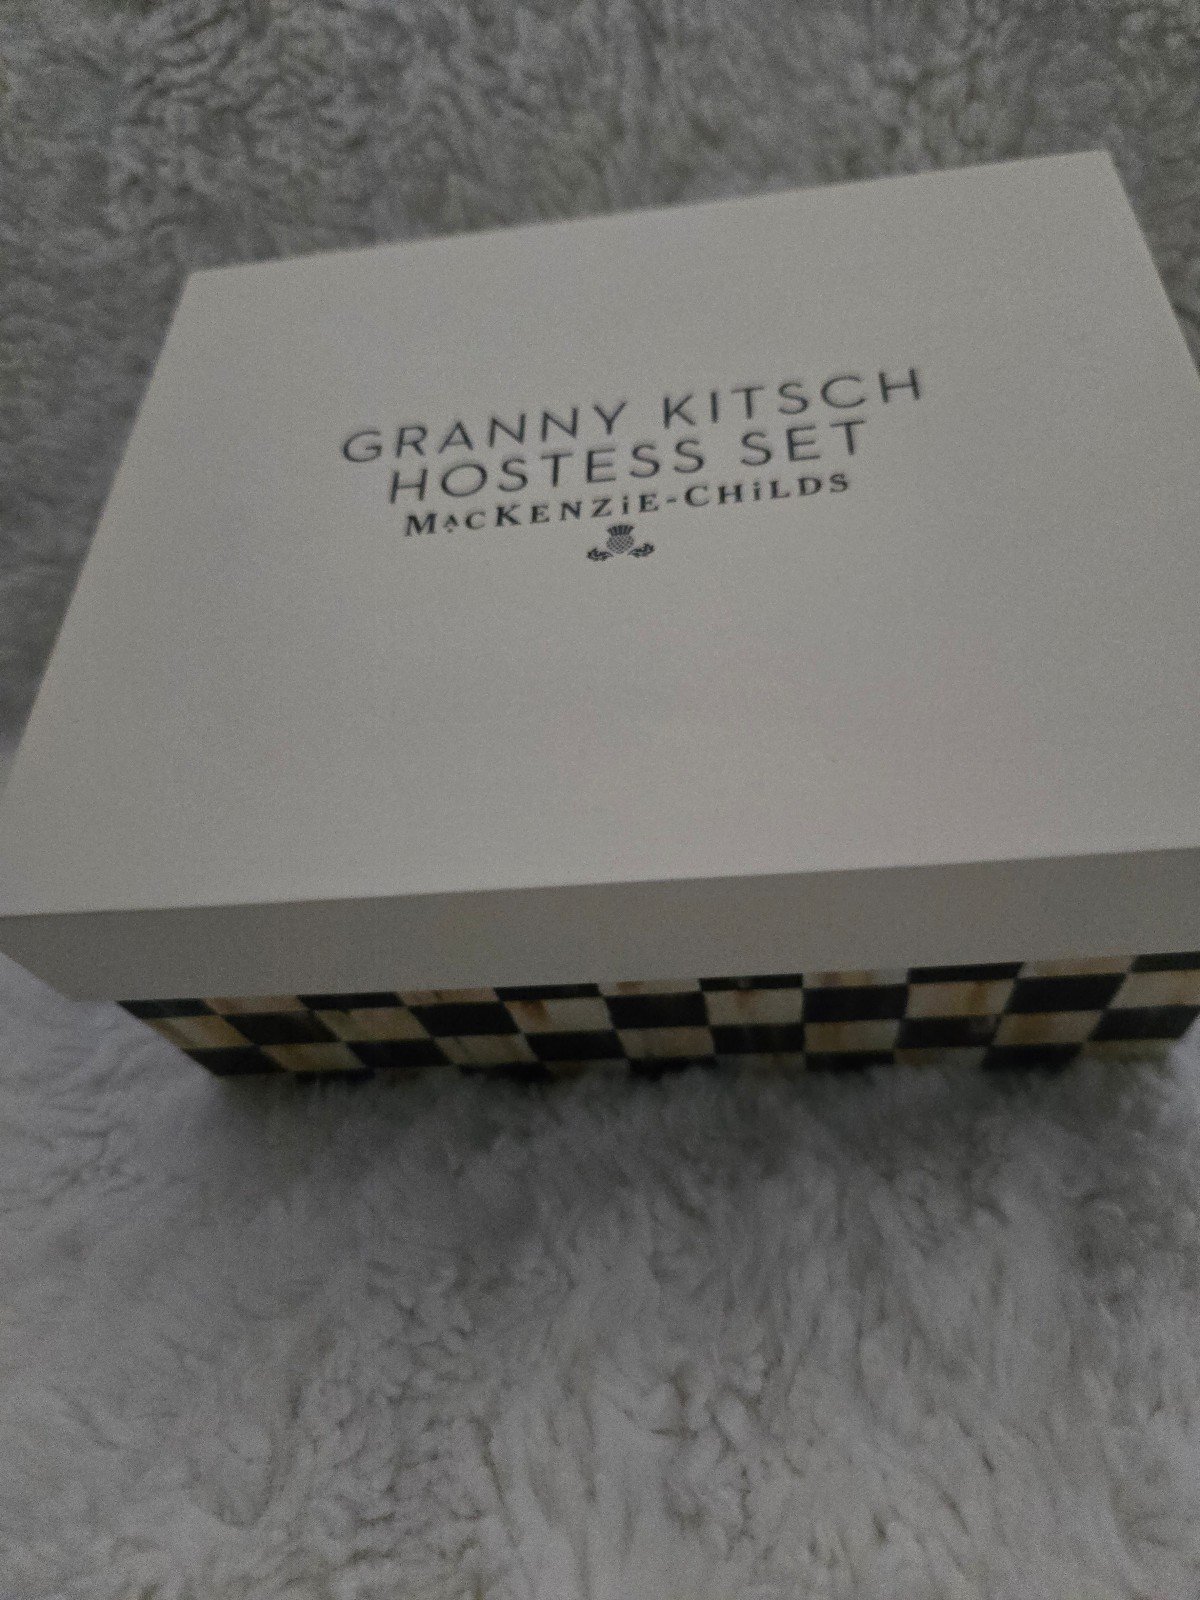 GRANNY KITSCH
HOSTESS SET
MACKENZiE-CHiLDS